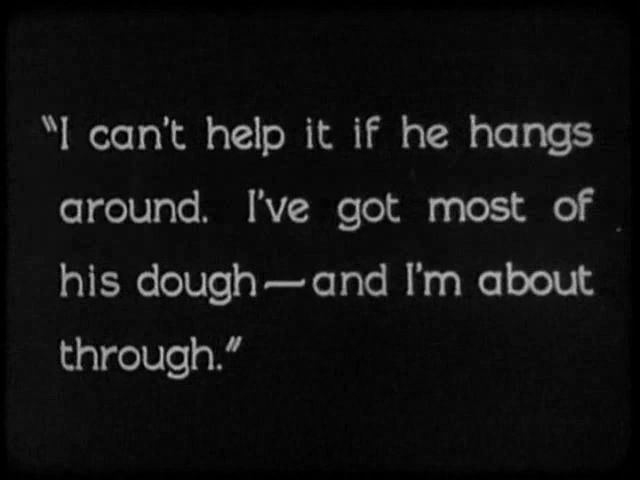 "I can't help it if he hangs
around. I've got most of
his dough—and I'm about
through."